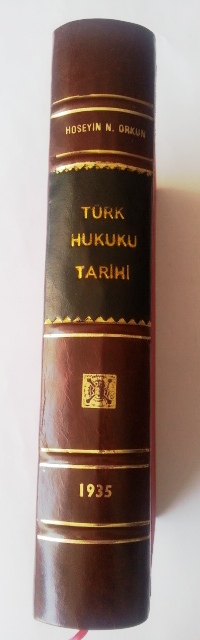 HÜSEYİN N. ORKUN
TÜRK
HUKUKU
TARİHİ
1935